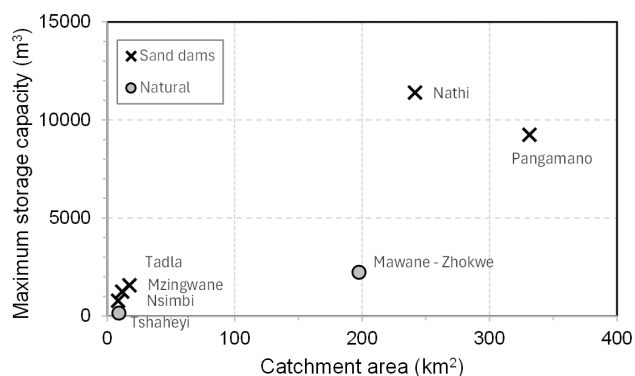 15000
Sand dams
Natural
Nathi
10000
Pangamano
Maximum storage capacity (m³)
5000
Tadla
Mawane - Zhokwe
Mzingwane
Nsimbi
Tshaheyi
0
0 100 200 300 400
Catchment area (km²)